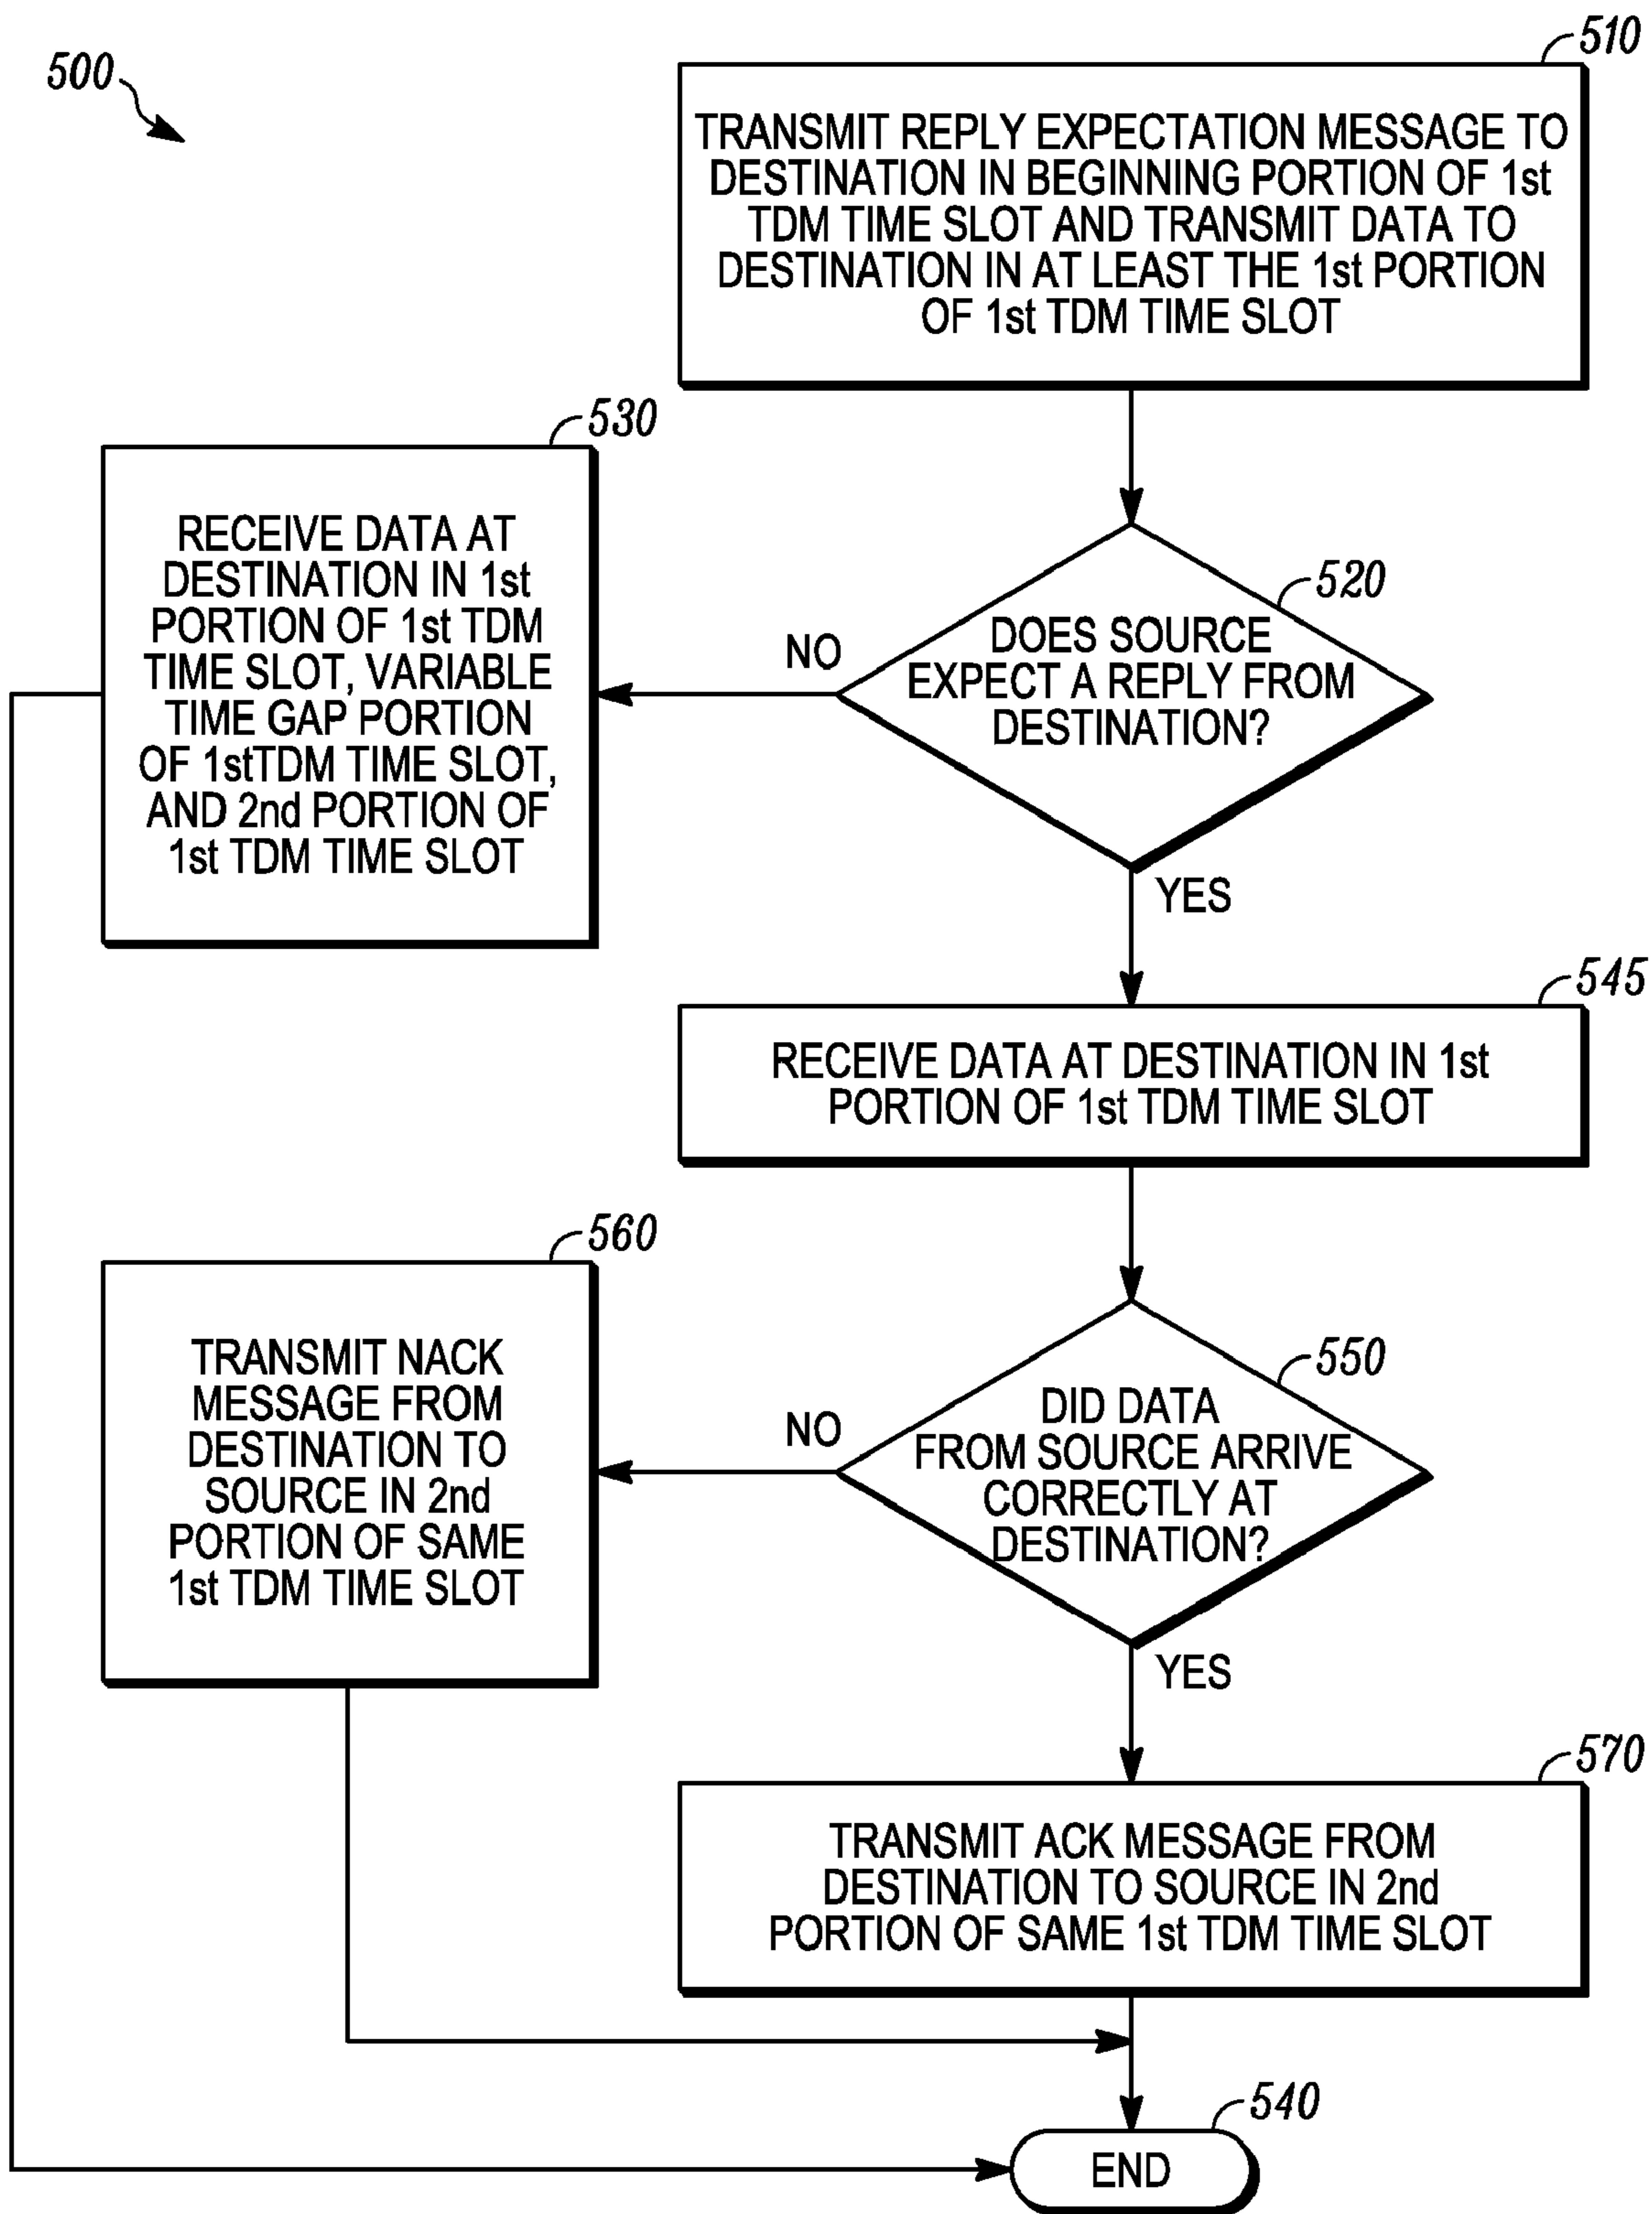 500
510
TRANSMIT REPLY EXPECTATION MESSAGE TO
DESTINATION IN BEGINNING PORTION OF 1st
TDM TIME SLOT AND TRANSMIT DATA TO
DESTINATION IN AT LEAST THE 1st PORTION
OF 1st TDM TIME SLOT
520
DOES SOURCE
EXPECT A REPLY FROM
DESTINATION?
NO
530
RECEIVE DATA AT
DESTINATION IN 1st
PORTION OF 1st TDM
TIME SLOT, VARIABLE
TIME GAP PORTION
OF 1stTDM TIME SLOT,
AND 2nd PORTION OF
1st TDM TIME SLOT
YES
545
RECEIVE DATA AT DESTINATION IN 1st
PORTION OF 1st TDM TIME SLOT
550
DID DATA
FROM SOURCE ARRIVE
CORRECTLY AT
DESTINATION?
NO
560
TRANSMIT NACK
MESSAGE FROM
DESTINATION TO
SOURCE IN 2nd
PORTION OF SAME
1st TDM TIME SLOT
YES
570
TRANSMIT ACK MESSAGE FROM
DESTINATION TO SOURCE IN 2nd
PORTION OF SAME 1st TDM TIME SLOT
540
END